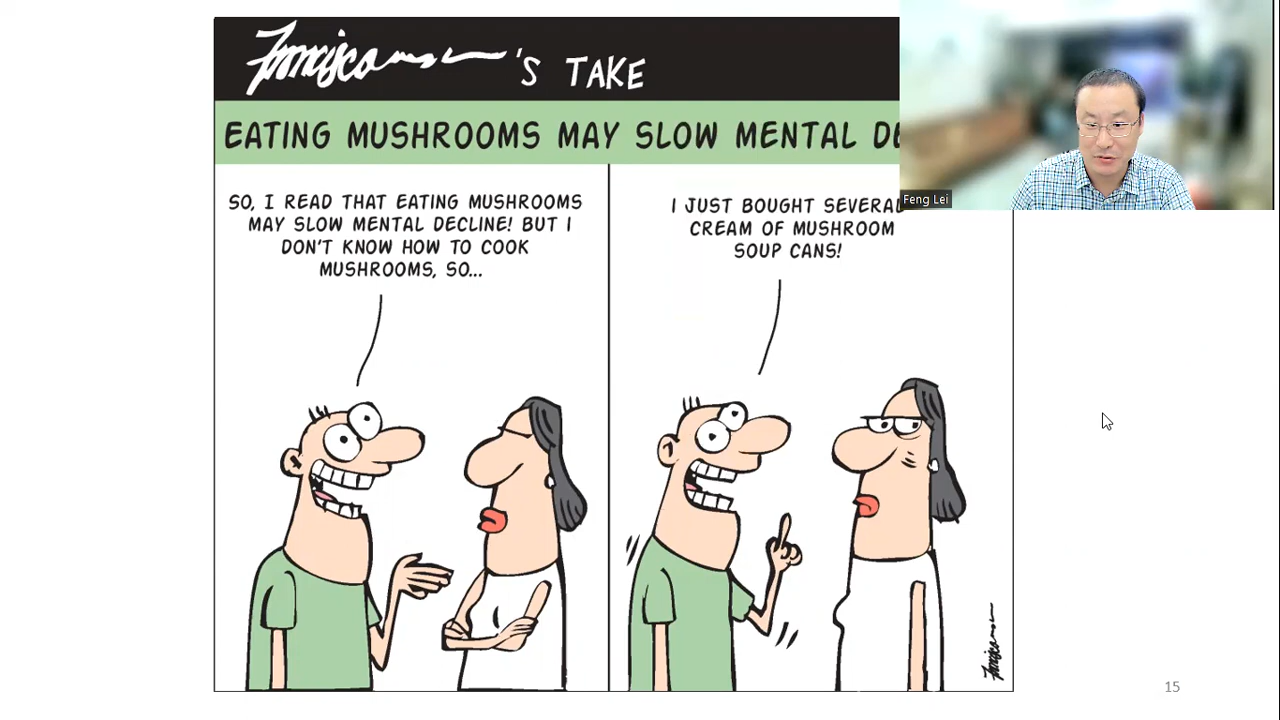 'S TAKE
EATING MUSHROOMS MAY SLOW MENTAL
SO, I READ THAT EATING MUSHROOMS
MAY SLOW MENTAL DECLINE! BUT I
DON'T KNOW HOW TO COOK
MUSHROOMS, SO...
I JUST BOUGHT SEVERAL
CREAM OF MUSHROOM
SOUP CANS!
Feng Lei
15